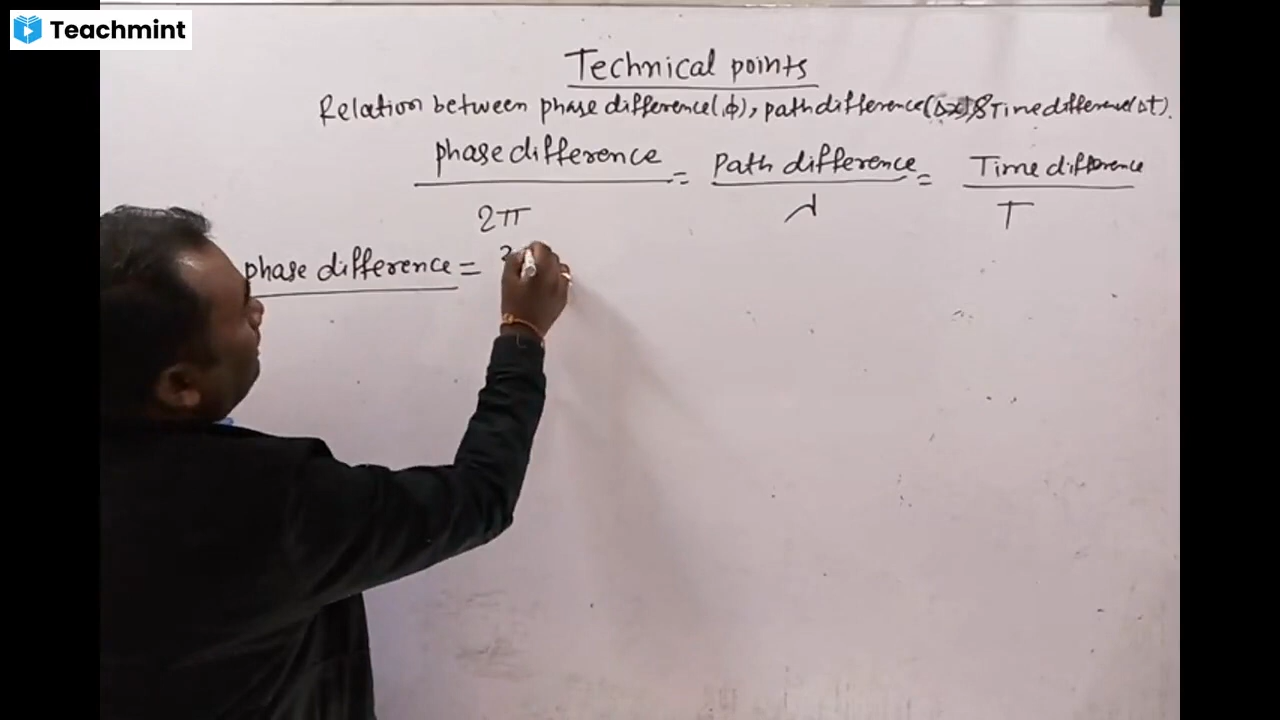 Teachmint
Technical points
Relation between phase difference(ϕ), path difference(Δx) & Time difference(Δt).
phase difference / 2π = Path difference / λ = Time difference / T
phase difference = 2